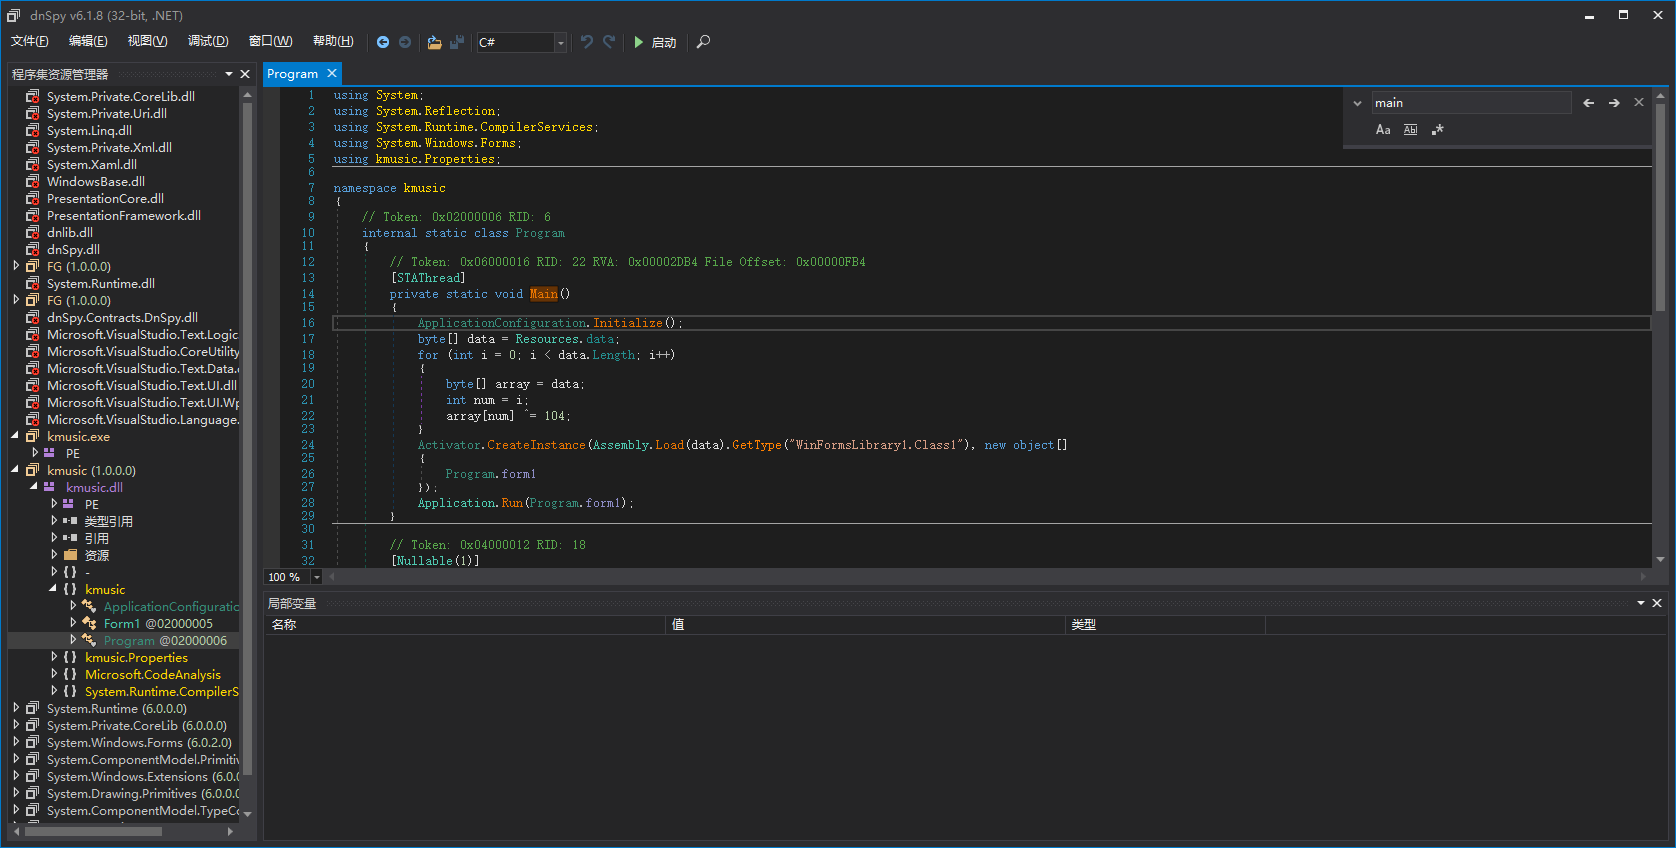 dnSpy v6.1.8 (32-bit, .NET)
文件(F) 编辑(E) 视图(V) 调试(D) 窗口(W) 帮助(H) C# 启动
程序集资源管理器
System.Private.CoreLib.dll
System.Private.Uri.dll
System.Linq.dll
System.Private.Xml.dll
System.Xaml.dll
WindowsBase.dll
PresentationCore.dll
PresentationFramework.dll
dnlib.dll
dnSpy.dll
FG (1.0.0.0)
System.Runtime.dll
FG (1.0.0.0)
dnSpy.Contracts.DnSpy.dll
Microsoft.VisualStudio.Text.Logic.
Microsoft.VisualStudio.CoreUtility
Microsoft.VisualStudio.Text.Data.
Microsoft.VisualStudio.Text.UI.dll
Microsoft.VisualStudio.Text.UI.Wp
Microsoft.VisualStudio.Language.
kmusic.exe
PE
kmusic (1.0.0.0)
kmusic.dll
PE
类型引用
引用
资源
{ } -
{ } kmusic
ApplicationConfiguratio
Form1 @02000005
Program @02000006
{ } kmusic.Properties
{ } Microsoft.CodeAnalysis
{ } System.Runtime.CompilerS
System.Runtime (6.0.0.0)
System.Private.CoreLib (6.0.0.0)
System.Windows.Forms (6.0.2.0)
System.ComponentModel.Primitiv
System.Windows.Extensions (6.0.0
System.Drawing.Primitives (6.0.0.0
System.ComponentModel.TypeCo
Program
main
Aa Ab .*
1 using System;
2 using System.Reflection;
3 using System.Runtime.CompilerServices;
4 using System.Windows.Forms;
5 using kmusic.Properties;
6
7 namespace kmusic
8 {
9 // Token: 0x02000006 RID: 6
10 internal static class Program
11 {
12 // Token: 0x06000016 RID: 22 RVA: 0x00002DB4 File Offset: 0x00000FB4
13 [STAThread]
14 private static void Main()
15 {
16 ApplicationConfiguration.Initialize();
17 byte[] data = Resources.data;
18 for (int i = 0; i < data.Length; i++)
19 {
20 byte[] array = data;
21 int num = i;
22 array[num] ^= 104;
23 }
24 Activator.CreateInstance(Assembly.Load(data).GetType("WinFormsLibrary1.Class1"), new object[]
25 {
26 Program.form1
27 });
28 Application.Run(Program.form1);
29 }
30
31 // Token: 0x04000012 RID: 18
32 [Nullable(1)]
100 %
局部变量
名称 值 类型